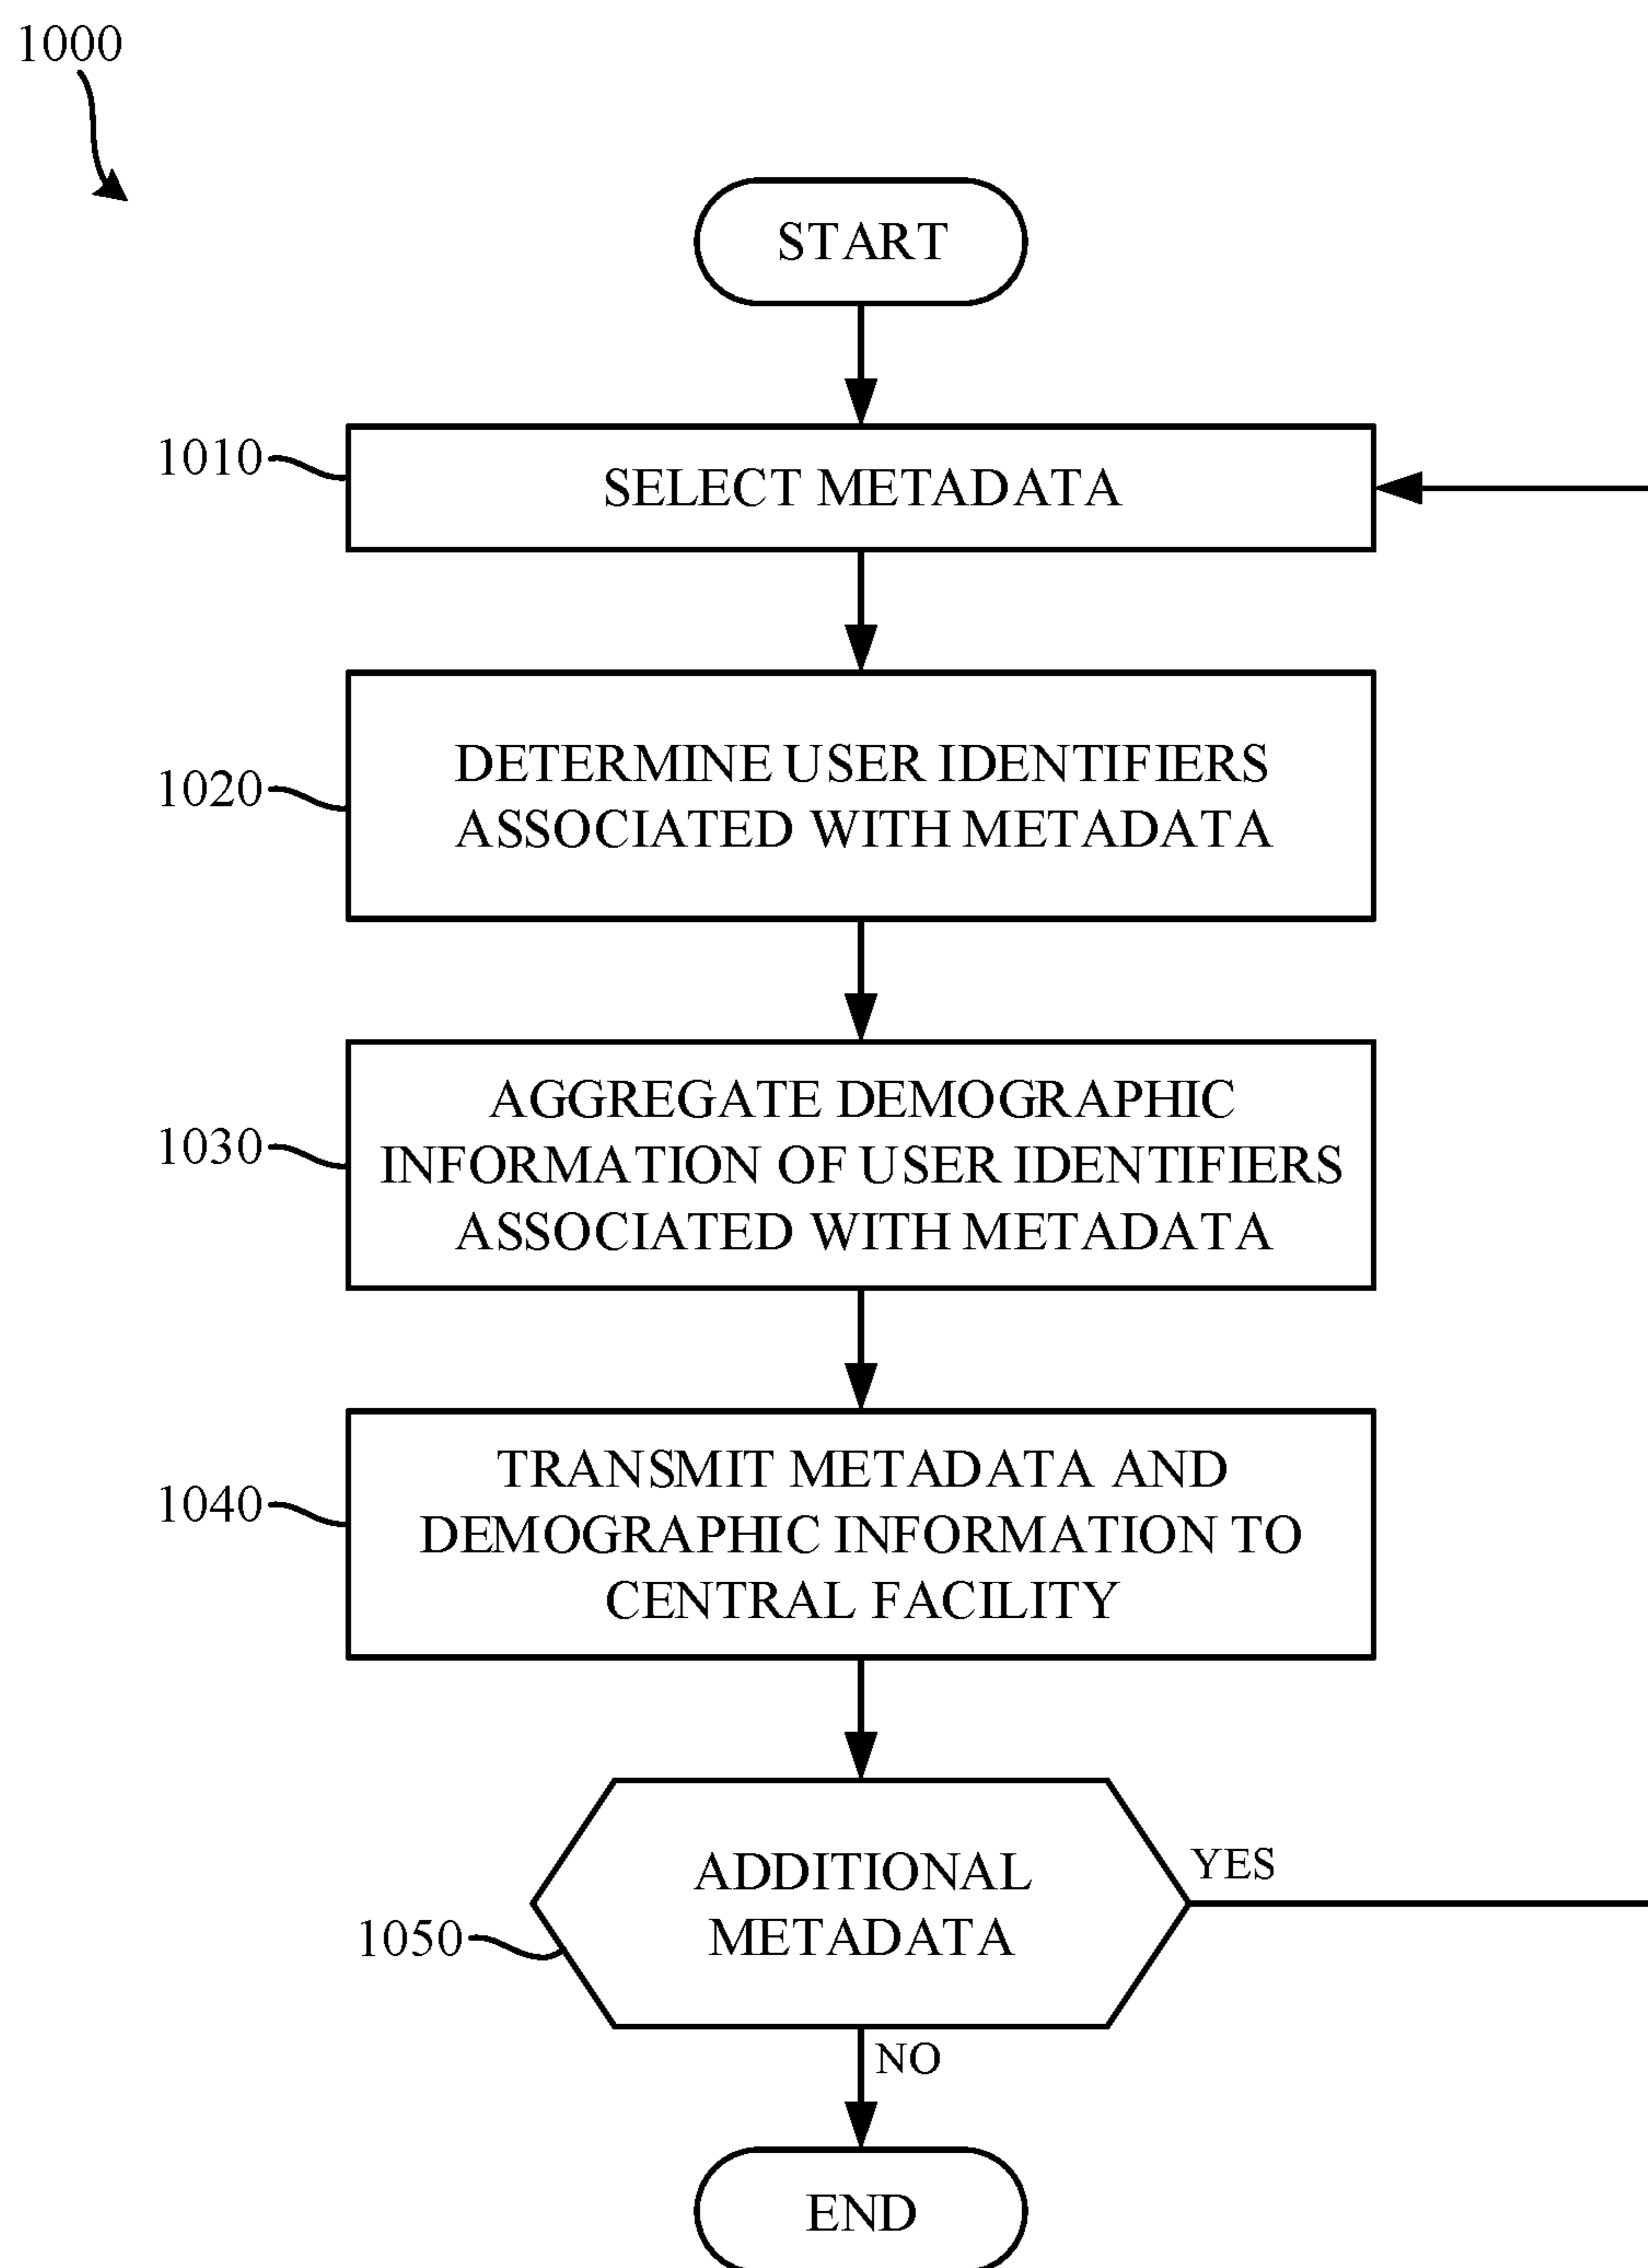 1000
START
1010
SELECT METADATA
1020
DETERMINE USER IDENTIFIERS
ASSOCIATED WITH METADATA
1030
AGGREGATE DEMOGRAPHIC
INFORMATION OF USER IDENTIFIERS
ASSOCIATED WITH METADATA
1040
TRANSMIT METADATA AND
DEMOGRAPHIC INFORMATION TO
CENTRAL FACILITY
1050
ADDITIONAL
METADATA
YES
NO
END